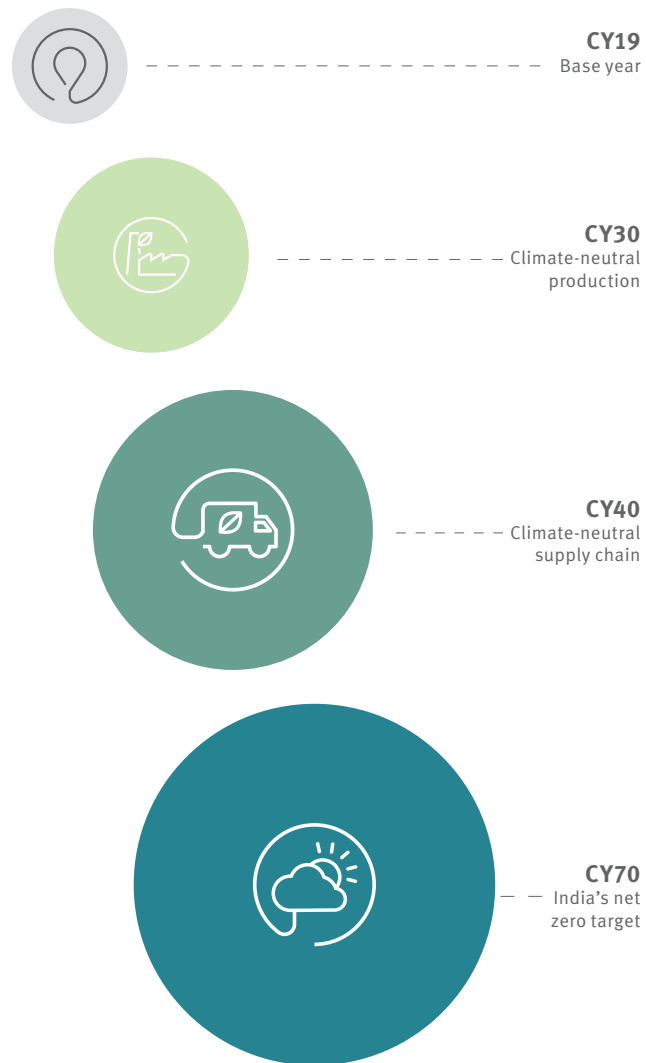 CY19
Base year
CY30
Climate-neutral
production
CY40
Climate-neutral
supply chain
CY70
India’s net
zero target